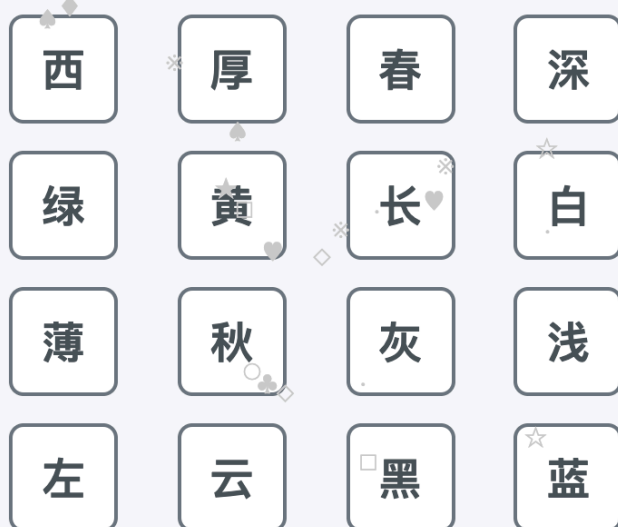 西 厚 春 深
绿 黄 长 白
薄 秋 灰 浅
左 云 黑 蓝